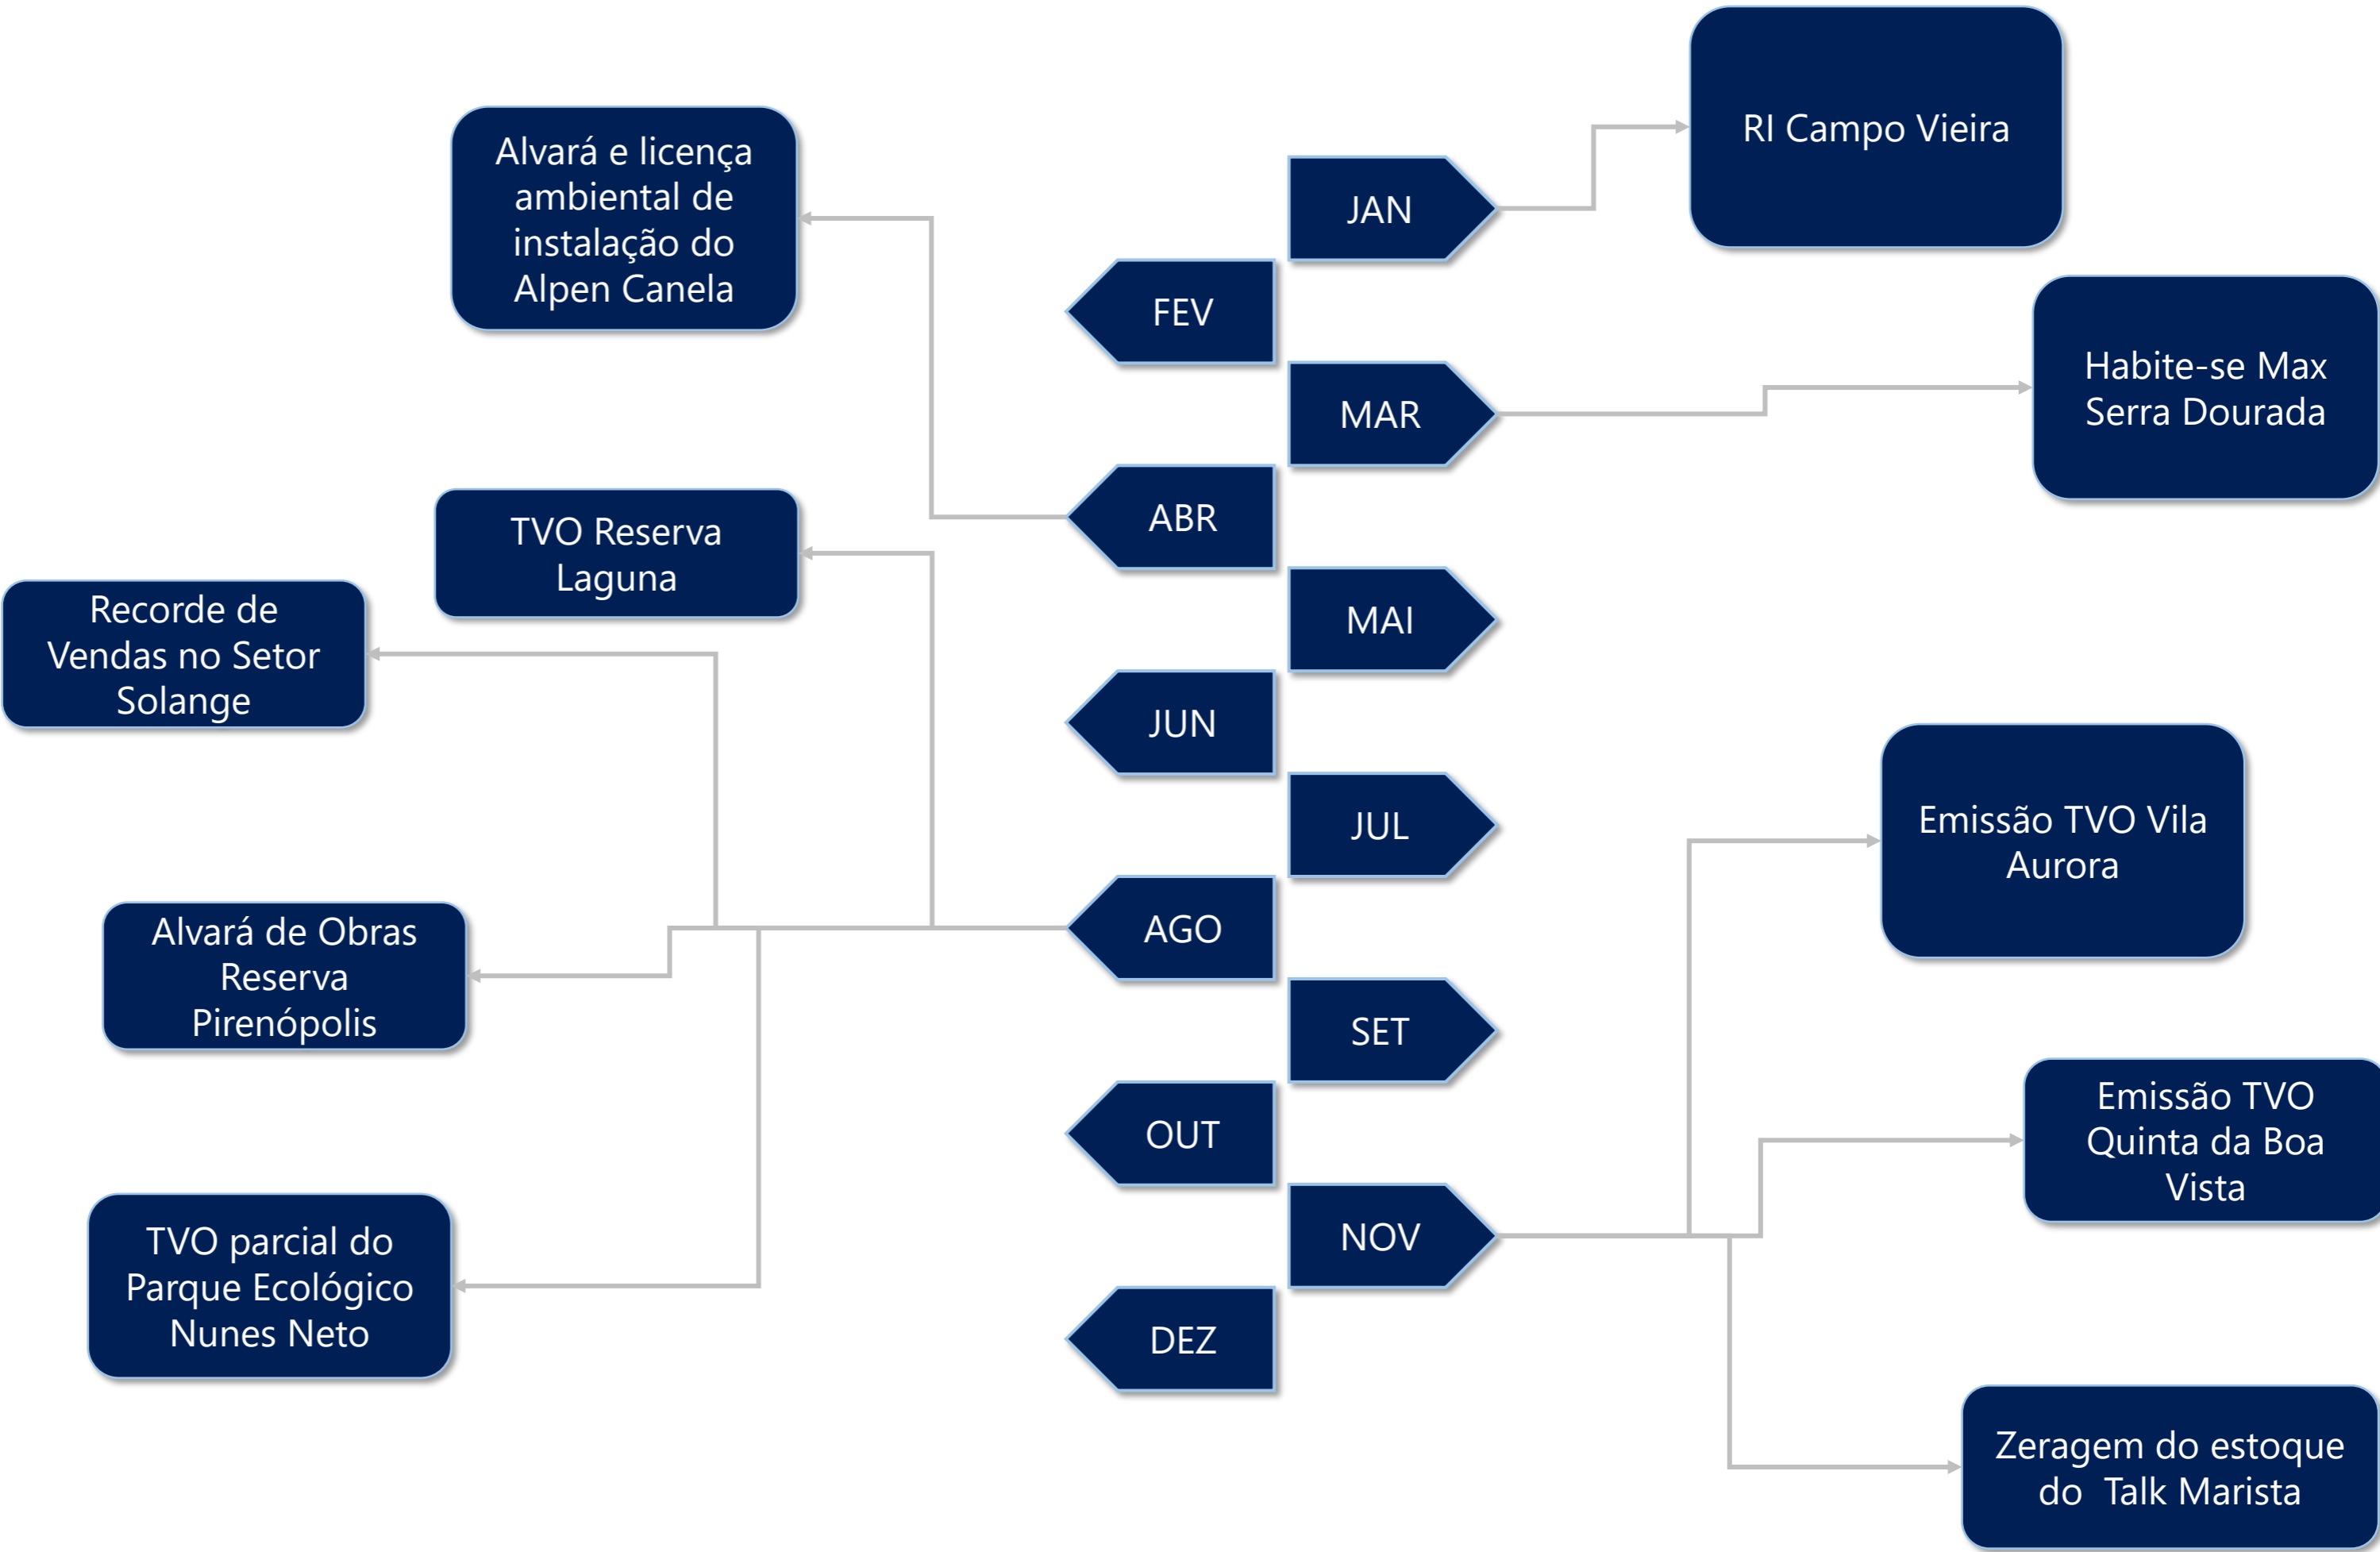 RI Campo Vieira
Alvará e licença
ambiental de
instalação do
Alpen Canela
JAN
FEV
Habite-se Max
Serra Dourada
MAR
ABR
TVO Reserva
Laguna
MAI
Recorde de
Vendas no Setor
Solange
JUN
JUL
Emissão TVO Vila
Aurora
AGO
Alvará de Obras
Reserva
Pirenópolis
SET
OUT
Emissão TVO
Quinta da Boa
Vista
NOV
TVO parcial do
Parque Ecológico
Nunes Neto
DEZ
Zeragem do estoque
do  Talk Marista